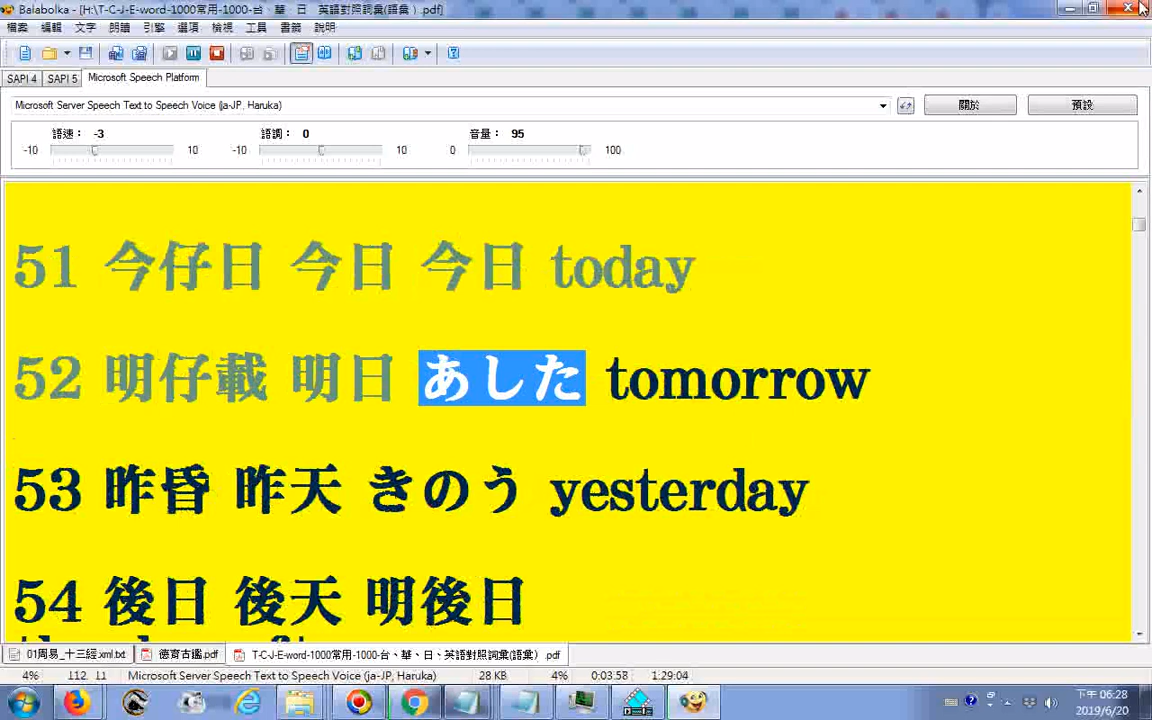 Balabolka - [H:\T-C-J-E-word-1000常用-1000-台、華、日、英語對照詞彙(語彙).pdf]
檔案 編輯 文字 朗讀 引擎 選項 檢視 工具 書籤 說明
SAPI 4 SAPI 5 Microsoft Speech Platform
Microsoft Server Speech Text to Speech Voice (ja-JP, Haruka) 關於 預設
語速： -3 語調： 0 音量： 95
-10 10 -10 10 0 100
51 今仔日 今日 今日 today
52 明仔載 明日 あした tomorrow
53 昨昏 昨天 きのう yesterday
54 後日 後天 明後日
01周易_十三經.xml.txt 德育古鑑.pdf T-C-J-E-word-1000常用-1000-台、華、日、英語對照詞彙(語彙) .pdf
4% 112: 11 Microsoft Server Speech Text to Speech Voice (ja-JP, Haruka) 28 KB 4% 0:03:58 1:29:04
下午 06:28
2019/6/20